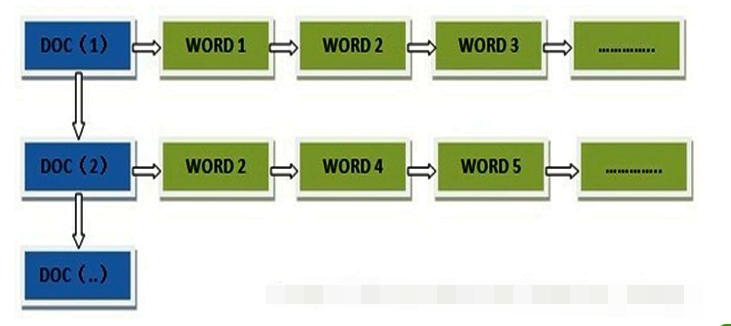 DOC（1） WORD 1 WORD 2 WORD 3 …………..
DOC（2） WORD 2 WORD 4 WORD 5 …………..
DOC（..）